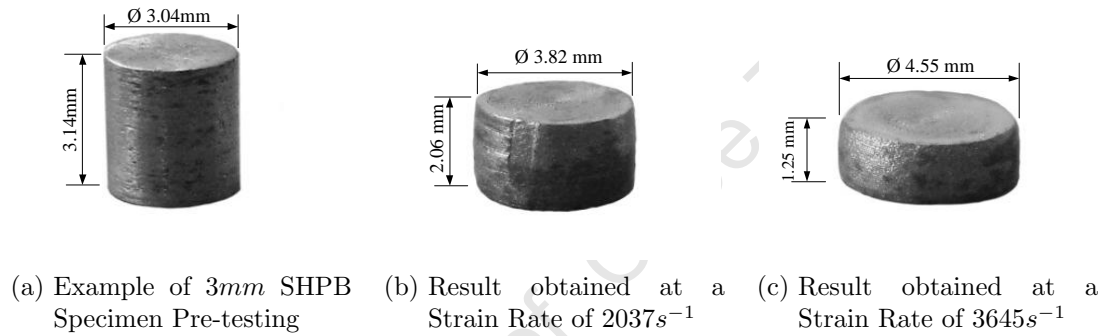 Ø 3.04mm
3.14mm
Ø 3.82 mm
2.06 mm
Ø 4.55 mm
1.25 mm
(a) Example of 3mm SHPB
Specimen Pre-testing
(b) Result obtained at a
Strain Rate of 2037s⁻¹
(c) Result obtained at a
Strain Rate of 3645s⁻¹